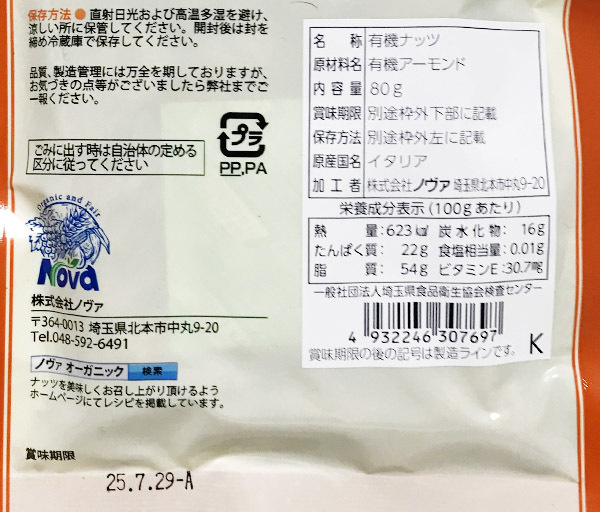 保存方法 ● 直射日光および高温多湿を避け、
涼しい所に保管してください。開封後は封を
締め冷蔵庫で保存してください。
品質、製造管理には万全を期しておりますが、
お気づきの点等がございましたら弊社までご
一報ください。
ごみに出す時は自治体の定める
区分に従ってください
プラ
PP,PA
Organic and Fair
Nova
株式会社ノヴァ
〒364-0013 埼玉県北本市中丸9-20
Tel.048-592-6491
ノヴァ オーガニック 検索
ナッツを美味しくお召し上がり頂けるよう
ホームページにてレシピを掲載しています。
賞味期限
25.7.29-A
名称 有機ナッツ
原材料名 有機アーモンド
内容量 80g
賞味期限 別途枠外下部に記載
保存方法 別途枠外左に記載
原産国名 イタリア
加工者 株式会社ノヴァ 埼玉県北本市中丸9-20
栄養成分表示(100gあたり)
熱量:623kcal 炭水化物: 16g
たんぱく質: 22g 食塩相当量:0.01g
脂質: 54g ビタミンE:30.7mg
一般社団法人埼玉県食品衛生協会検査センター
4 932246 307697
賞味期限の後の記号は製造ラインです。
K